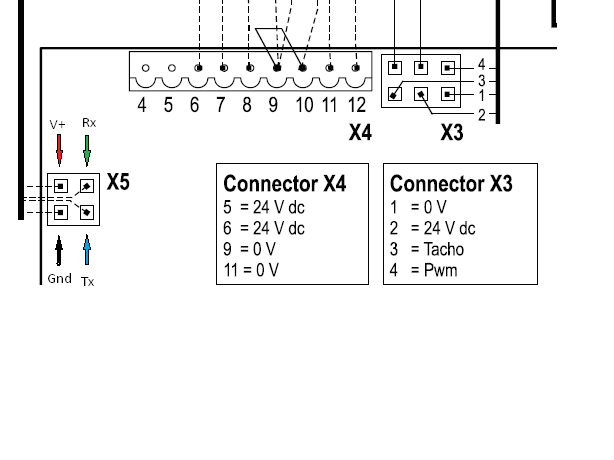 4
3
1
2
4 5 6 7 8 9 10 11 12
X4 X3
V+ Rx
X5
Gnd Tx
Connector X4
5 = 24 V dc
6 = 24 V dc
9 = 0 V
11 = 0 V
Connector X3
1 = 0 V
2 = 24 V dc
3 = Tacho
4 = Pwm